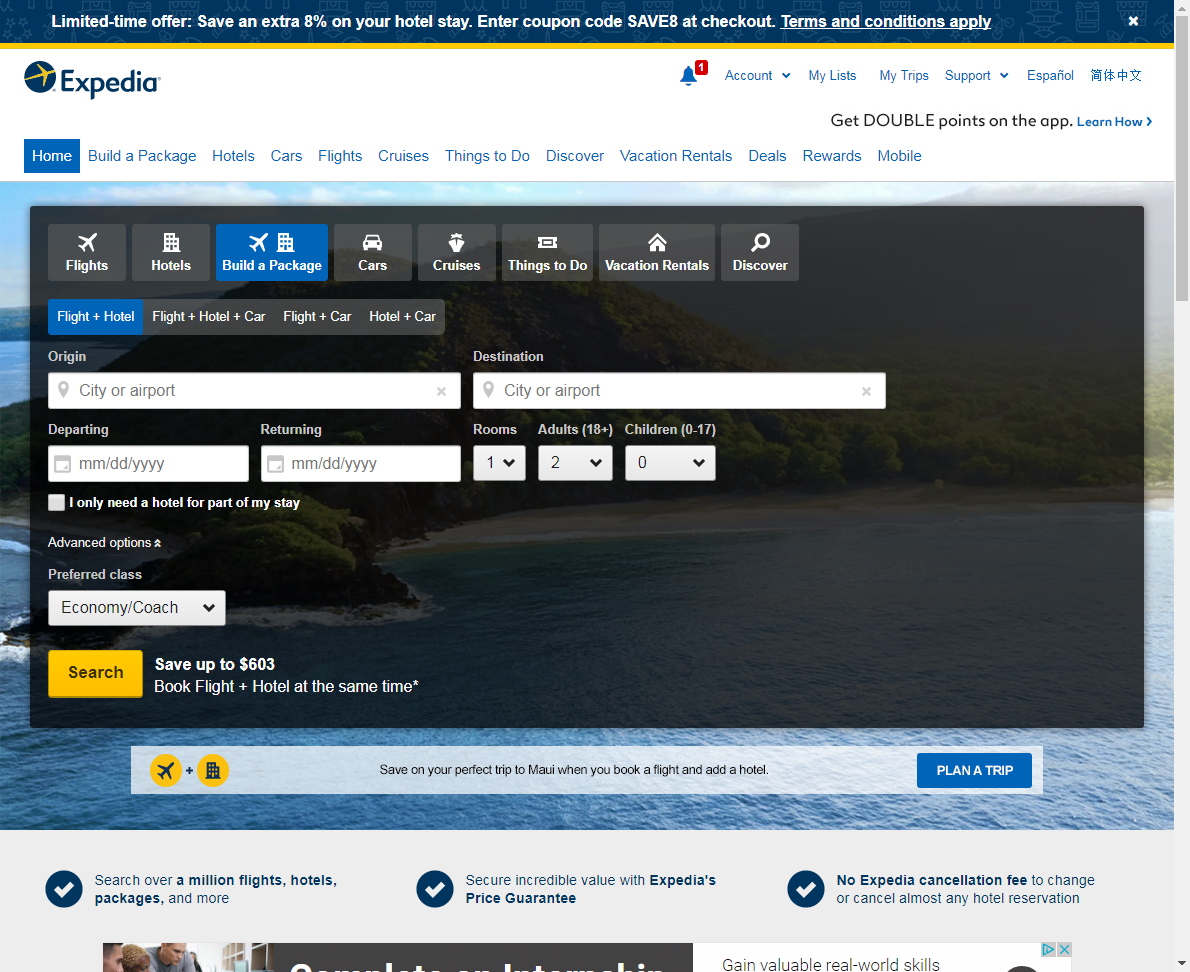 Limited-time offer: Save an extra 8% on your hotel stay. Enter coupon code SAVE8 at checkout. Terms and conditions apply
Expedia
1
Account
My Lists
My Trips
Support
Español
简体中文
Get DOUBLE points on the app. Learn How
Home
Build a Package
Hotels
Cars
Flights
Cruises
Things to Do
Discover
Vacation Rentals
Deals
Rewards
Mobile
Flights
Hotels
Build a Package
Cars
Cruises
Things to Do
Vacation Rentals
Discover
Flight + Hotel
Flight + Hotel + Car
Flight + Car
Hotel + Car
Origin
Destination
City or airport
City or airport
Departing
Returning
Rooms
Adults (18+)
Children (0-17)
mm/dd/yyyy
mm/dd/yyyy
1
2
0
I only need a hotel for part of my stay
Advanced options
Preferred class
Economy/Coach
Search
Save up to $603
Book Flight + Hotel at the same time*
+
Save on your perfect trip to Maui when you book a flight and add a hotel.
PLAN A TRIP
Search over a million flights, hotels,
packages, and more
Secure incredible value with Expedia's
Price Guarantee
No Expedia cancellation fee to change
or cancel almost any hotel reservation
Complete an Internship
Gain valuable real-world skills